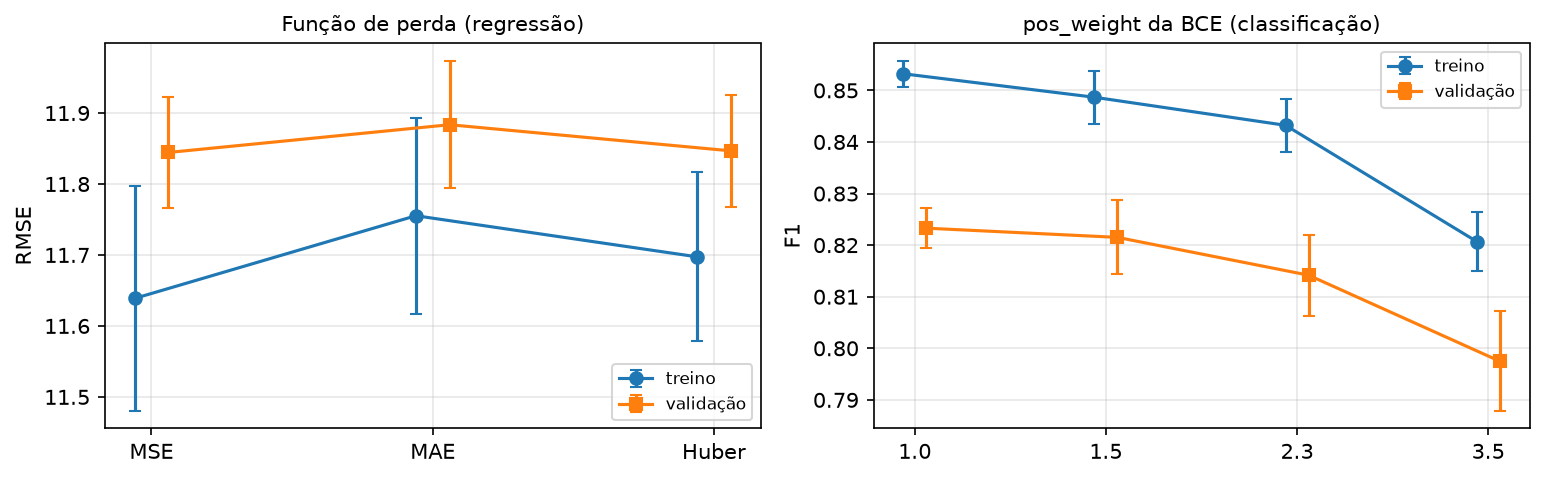 Função de perda (regressão)
RMSE
11.9
11.8
11.7
11.6
11.5
MSE
MAE
Huber
treino
validação
pos_weight da BCE (classificação)
F1
0.85
0.84
0.83
0.82
0.81
0.80
0.79
1.0
1.5
2.3
3.5
treino
validação